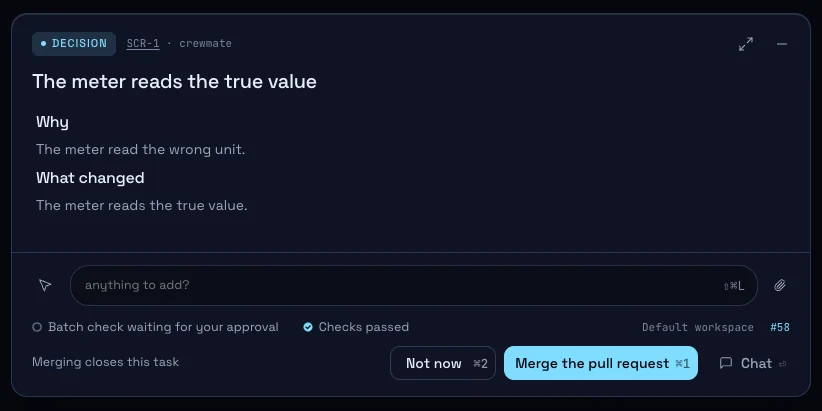 DECISION SCR-1 · crewmate
The meter reads the true value
Why
The meter read the wrong unit.
What changed
The meter reads the true value.
anything to add? ⇧⌘L
Batch check waiting for your approval Checks passed Default workspace #58
Merging closes this task Not now ⌘2 Merge the pull request ⌘1 Chat ⏎